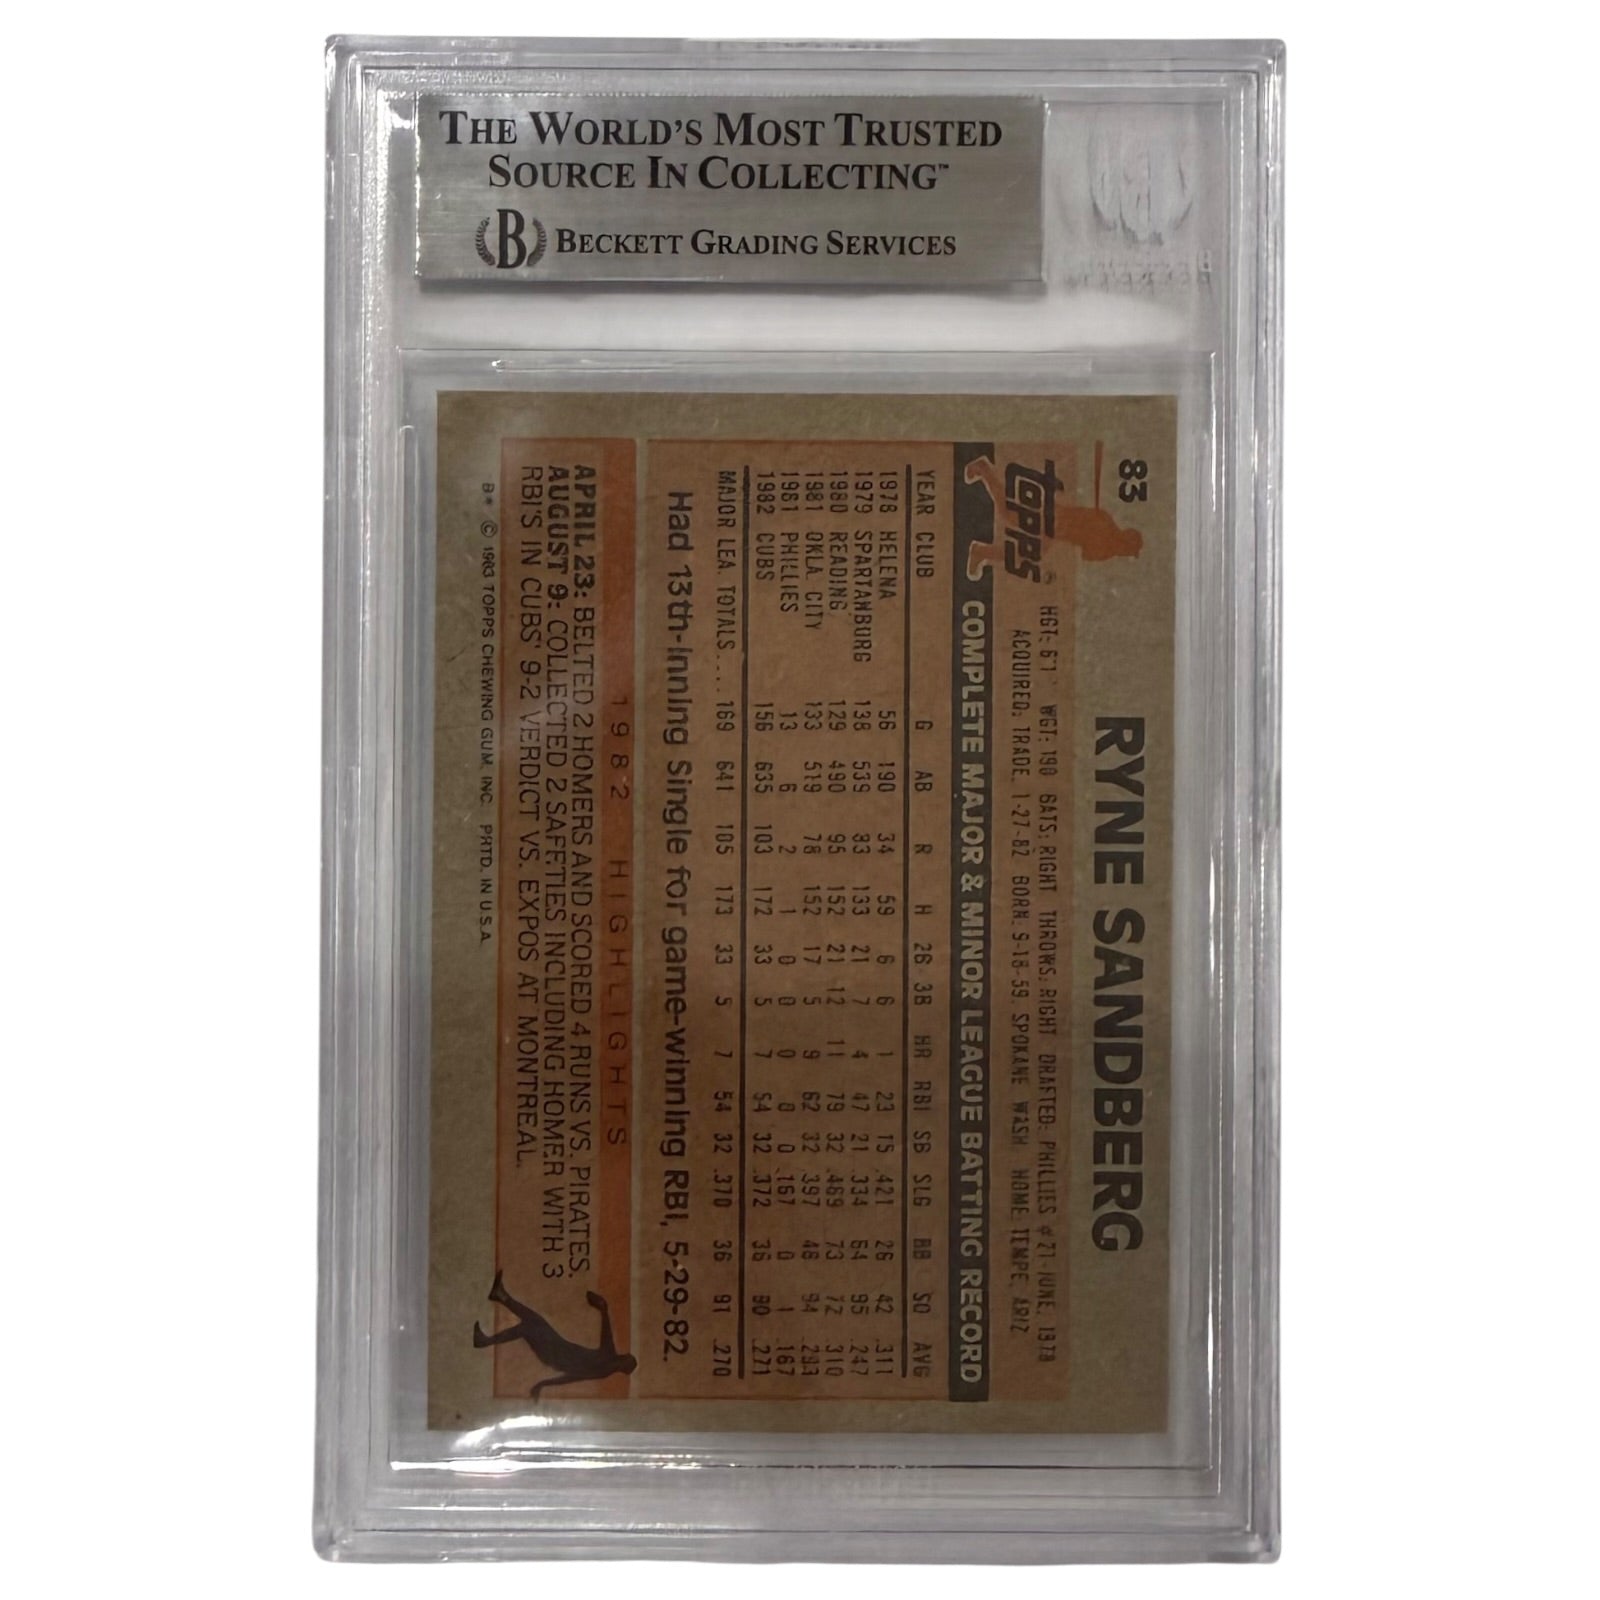 THE WORLD'S MOST TRUSTED
SOURCE IN COLLECTING™
B BECKETT GRADING SERVICES
83
RYNE SANDBERG
TOPPS®
HGT: 6'1" WGT: 190 BATS: RIGHT THROWS: RIGHT DRAFTED: PHILLIES #21-JUNE, 1978
ACQUIRED: TRADE, 1-27-82 BORN: 9-18-59, SPOKANE, WASH. HOME: TEMPE, ARIZ.
COMPLETE MAJOR & MINOR LEAGUE BATTING RECORD
YEAR CLUB G AB R H 2B 3B HR RBI SB SLG BB SO AVG
1978 HELENA 56 190 34 59 6 6 1 23 15 .421 26 42 .311
1979 SPARTANBURG 138 539 83 133 21 7 4 47 21 .334 64 95 .247
1980 READING 129 490 95 152 21 12 11 79 32 .469 73 72 .310
1981 OKLA. CITY 133 519 78 152 17 5 9 62 32 .397 48 94 .293
1981 PHILLIES 13 6 2 1 0 0 0 0 0 .167 0 1 .167
1982 CUBS 156 635 103 172 33 5 7 54 32 .372 36 90 .271
MAJOR LEA. TOTALS.... 169 641 105 173 33 5 7 54 32 .370 36 91 .270
Had 13th-inning Single for game-winning RBI, 5-29-82.
1982 HIGHLIGHTS
APRIL 23: BELTED 2 HOMERS AND SCORED 4 RUNS VS. PIRATES.
AUGUST 9: COLLECTED 2 SAFETIES INCLUDING HOMER WITH 3
RBI'S IN CUBS' 9-2 VERDICT VS. EXPOS AT MONTREAL.
B* © 1983 TOPPS CHEWING GUM, INC. PRTD. IN U.S.A.